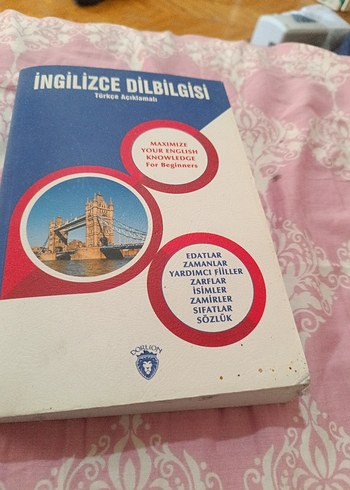 İNGİLİZCE DİLBİLGİSİ
Türkçe Açıklamalı
MAXIMIZE
YOUR ENGLISH
KNOWLEDGE
For Beginners
EDATLAR
ZAMANLAR
YARDIMCI FİİLLER
ZARFLAR
İSİMLER
ZAMİRLER
SIFATLAR
SÖZLÜK
DORLION